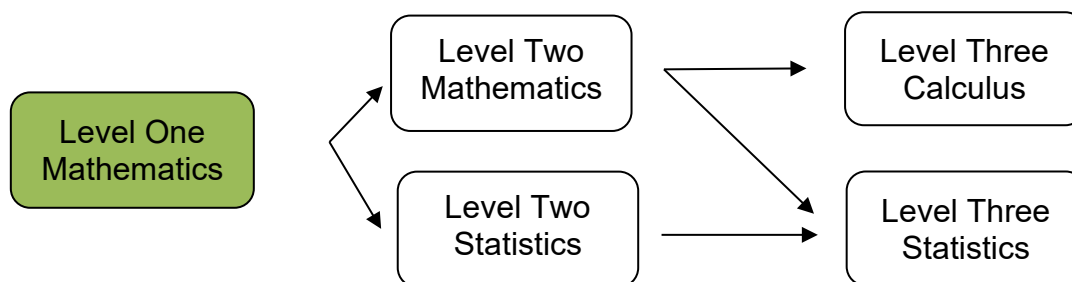 Level One
Mathematics
Level Two
Mathematics
Level Two
Statistics
Level Three
Calculus
Level Three
Statistics